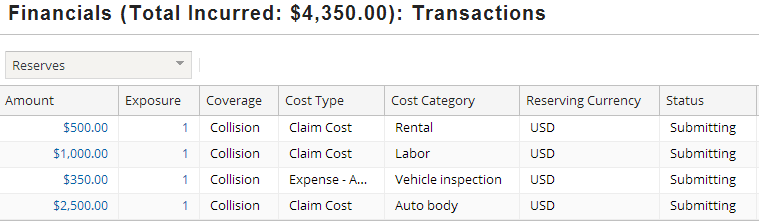 Financials (Total Incurred: $4,350.00): Transactions
Reserves
Amount Exposure Coverage Cost Type Cost Category Reserving Currency Status
$500.00 1 Collision Claim Cost Rental USD Submitting
$1,000.00 1 Collision Claim Cost Labor USD Submitting
$350.00 1 Collision Expense - A... Vehicle inspection USD Submitting
$2,500.00 1 Collision Claim Cost Auto body USD Submitting